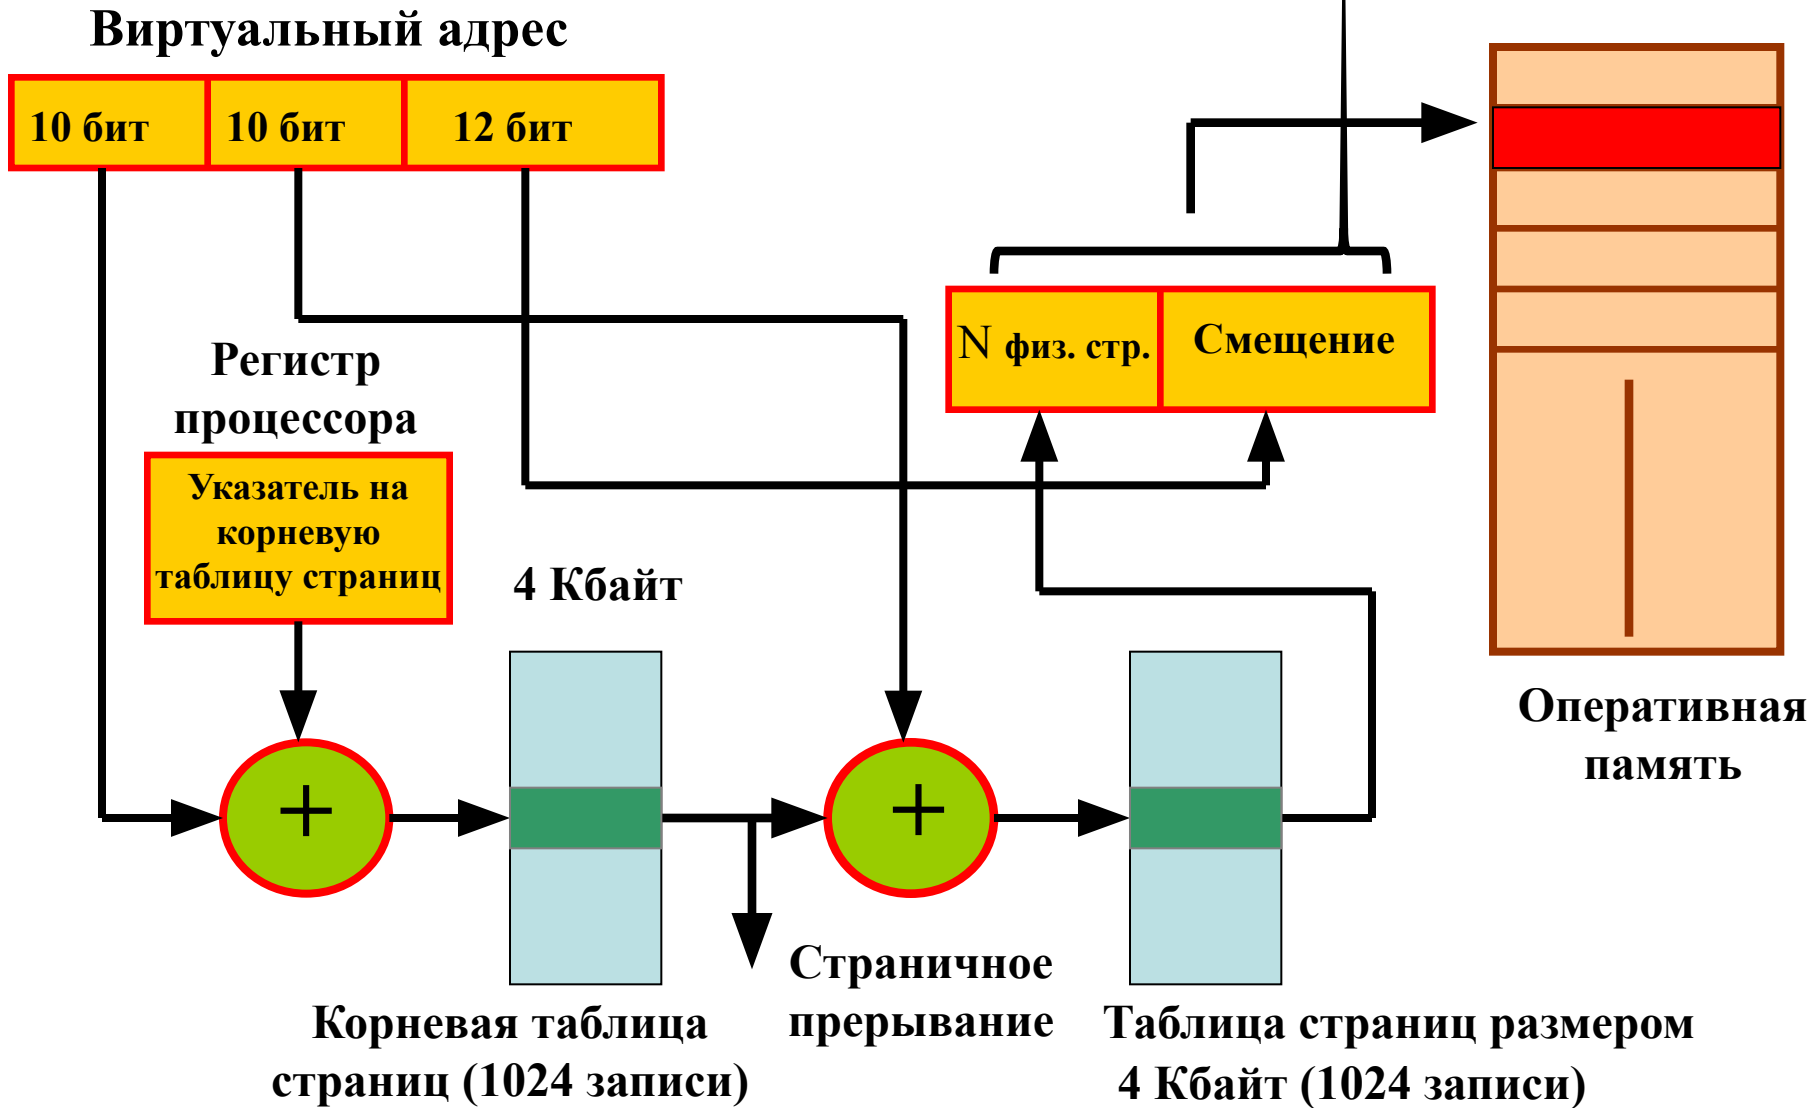 Виртуальный адрес
10 бит
10 бит
12 бит
N физ. стр.
Смещение
Регистр
процессора
Указатель на
корневую
таблицу страниц
4 Кбайт
+
+
Оперативная
память
Страничное
прерывание
Корневая таблица
страниц (1024 записи)
Таблица страниц размером
4 Кбайт (1024 записи)